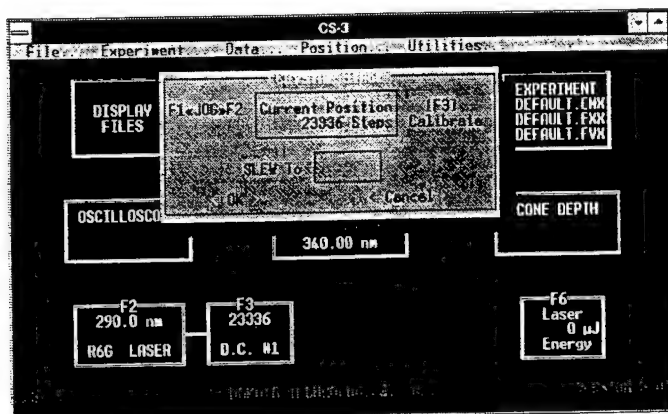 CS-3
File Experiment Data Position Utilities
DISPLAY
FILES
F1«JOG»F2
Current Position
23336 Steps
[F3]
Calibrate
SLEW To
OK
< Cancel
EXPERIMENT
DEFAULT.CNX
DEFAULT.EXX
DEFAULT.FVX
OSCILLOSCO
340.00 nm
CONE DEPTH
F2
290.0 nm
R6G LASER
F3
23336
D.C. #1
F6
Laser
0 µJ
Energy